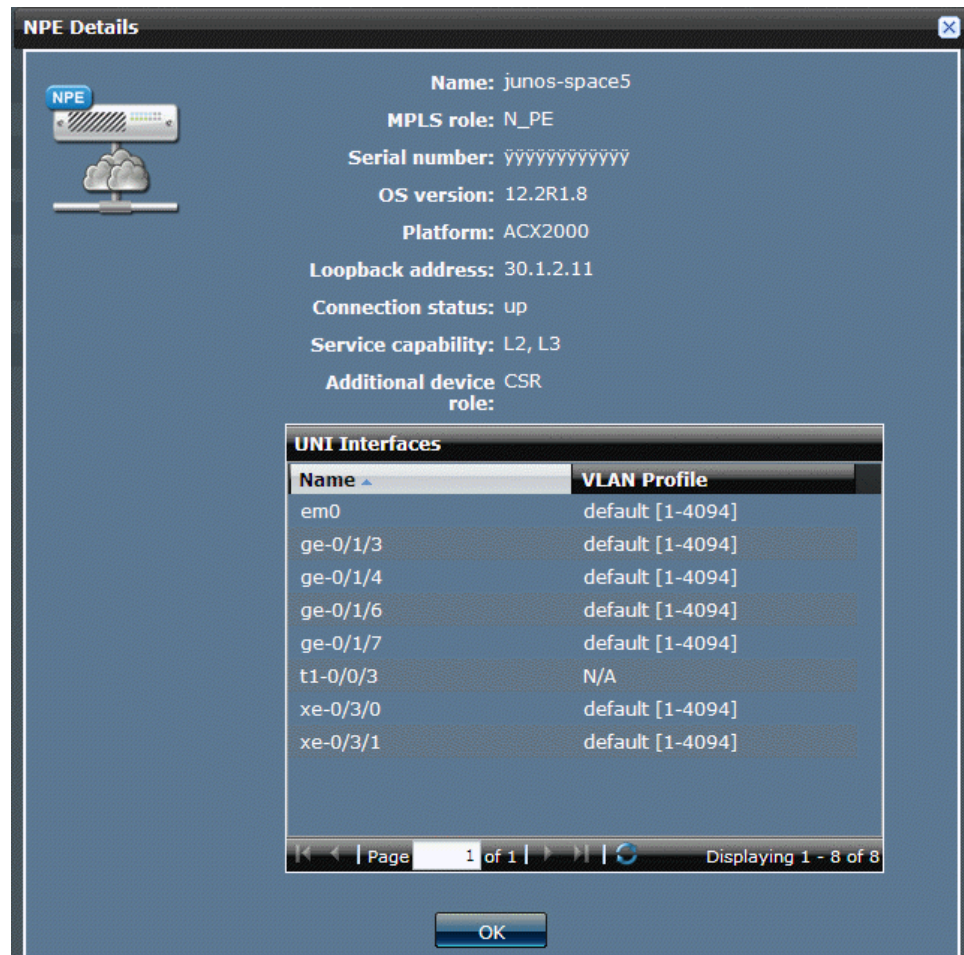 NPE Details
NPE
Name: junos-space5
MPLS role: N_PE
Serial number: ÿÿÿÿÿÿÿÿÿÿÿÿ
OS version: 12.2R1.8
Platform: ACX2000
Loopback address: 30.1.2.11
Connection status: up
Service capability: L2, L3
Additional device CSR
role:
UNI Interfaces
Name VLAN Profile
em0 default [1-4094]
ge-0/1/3 default [1-4094]
ge-0/1/4 default [1-4094]
ge-0/1/6 default [1-4094]
ge-0/1/7 default [1-4094]
t1-0/0/3 N/A
xe-0/3/0 default [1-4094]
xe-0/3/1 default [1-4094]
Page 1 of 1 Displaying 1 - 8 of 8
OK